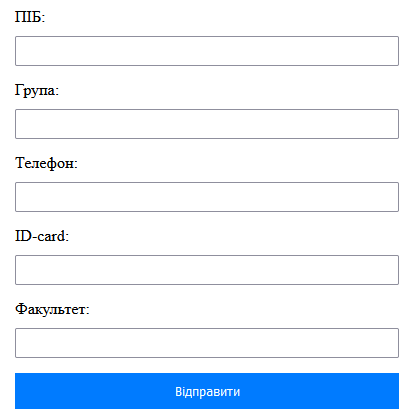 ПІБ:
Група:
Телефон:
ID-card:
Факультет:
Відправити